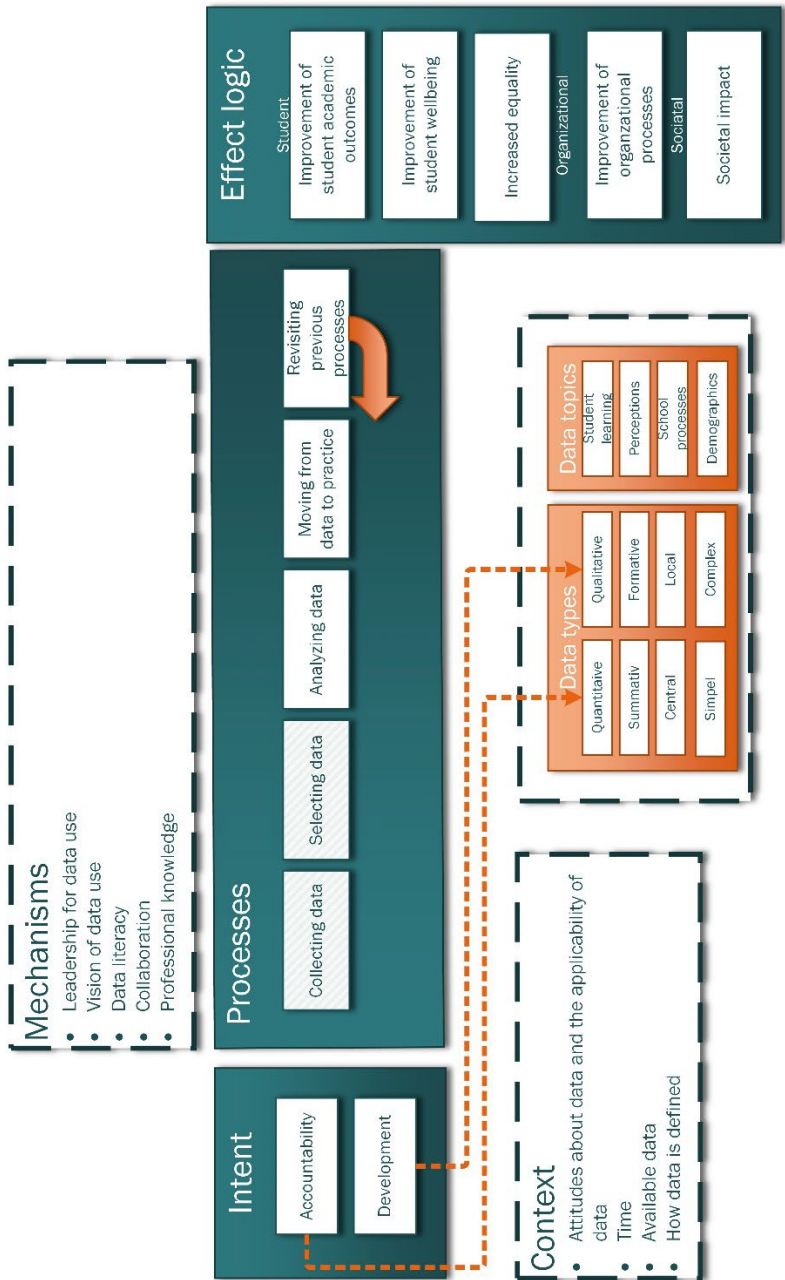 Mechanisms
• Leadership for data use
• Vision of data use
• Data literacy
• Collaboration
• Professional knowledge
Intent
Accountability
Development
Processes
Collecting data
Selecting data
Analyzing data
Moving from
data to practice
Revisiting
previous
processes
Effect logic
Student
Improvement of
student academic
outcomes
Improvement of
student wellbeing
Increased equality
Organizational
Improvement of
organzational
processes
Sociatal
Societal impact
Context
• Attitudes about data and the applicability of
data
• Time
• Available data
• How data is defined
Data types
Quantitaive
Qualitative
Summativ
Formative
Central
Local
Simpel
Complex
Data topics
Student
learning
Perceptions
School
processes
Demographics